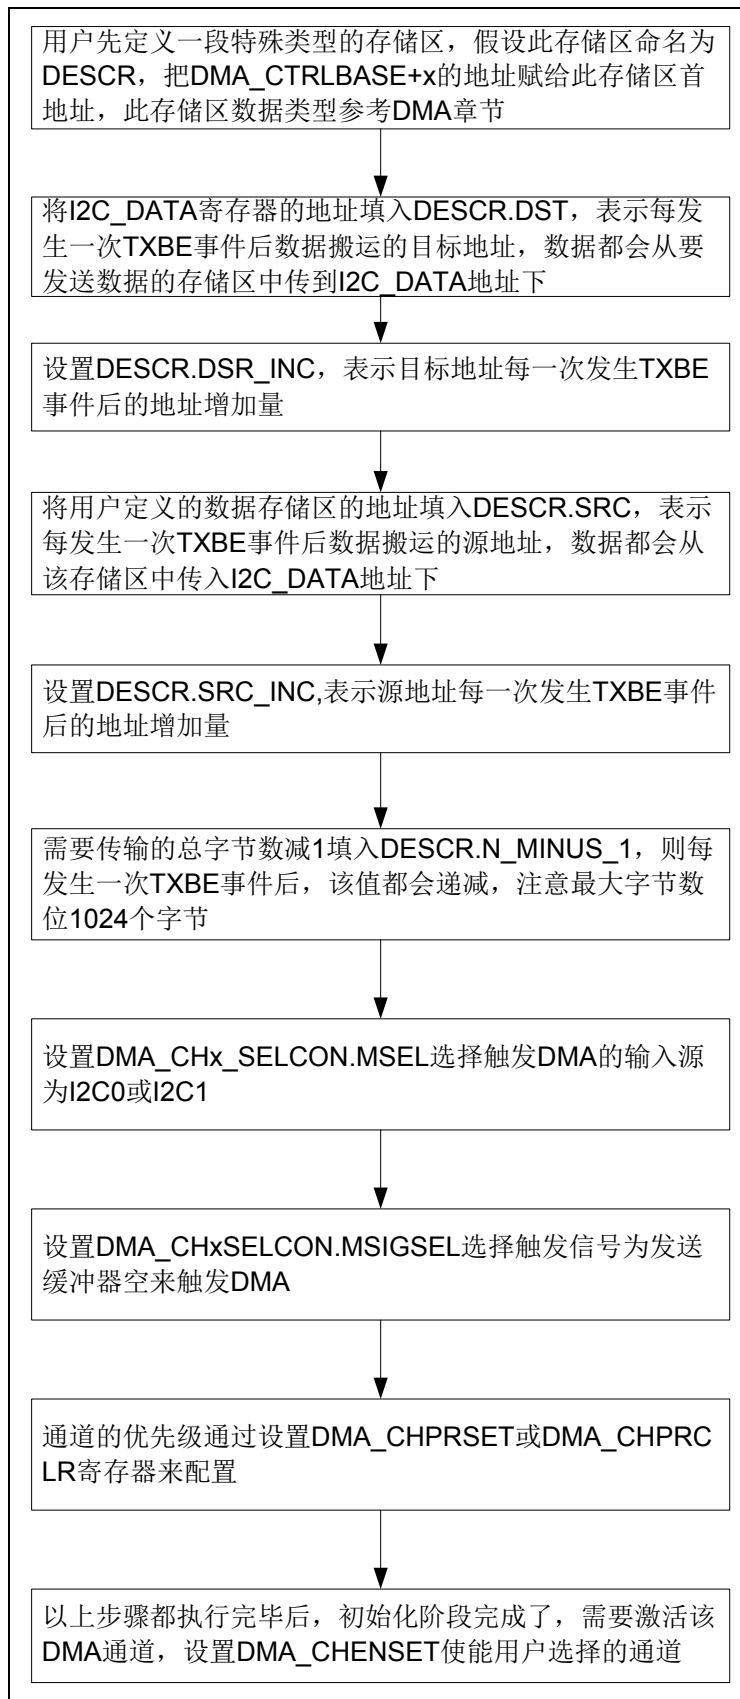 用户先定义一段特殊类型的存储区，假设此存储区命名为
DESCR，把DMA_CTRLBASE+x的地址赋给此存储区首
地址，此存储区数据类型参考DMA章节
将I2C_DATA寄存器的地址填入DESCR.DST，表示每发
生一次TXBE事件后数据搬运的目标地址，数据都会从要
发送数据的存储区中传到I2C_DATA地址下
设置DESCR.DSR_INC，表示目标地址每一次发生TXBE
事件后的地址增加量
将用户定义的数据存储区的地址填入DESCR.SRC，表示
每发生一次TXBE事件后数据搬运的源地址，数据都会从
该存储区中传入I2C_DATA地址下
设置DESCR.SRC_INC,表示源地址每一次发生TXBE事件
后的地址增加量
需要传输的总字节数减1填入DESCR.N_MINUS_1，则每
发生一次TXBE事件后，该值都会递减，注意最大字节数
位1024个字节
设置DMA_CHx_SELCON.MSEL选择触发DMA的输入源
为I2C0或I2C1
设置DMA_CHxSELCON.MSIGSEL选择触发信号为发送
缓冲器空来触发DMA
通道的优先级通过设置DMA_CHPRSET或DMA_CHPRC
LR寄存器来配置
以上步骤都执行完毕后，初始化阶段完成了，需要激活该
DMA通道，设置DMA_CHENSET使能用户选择的通道